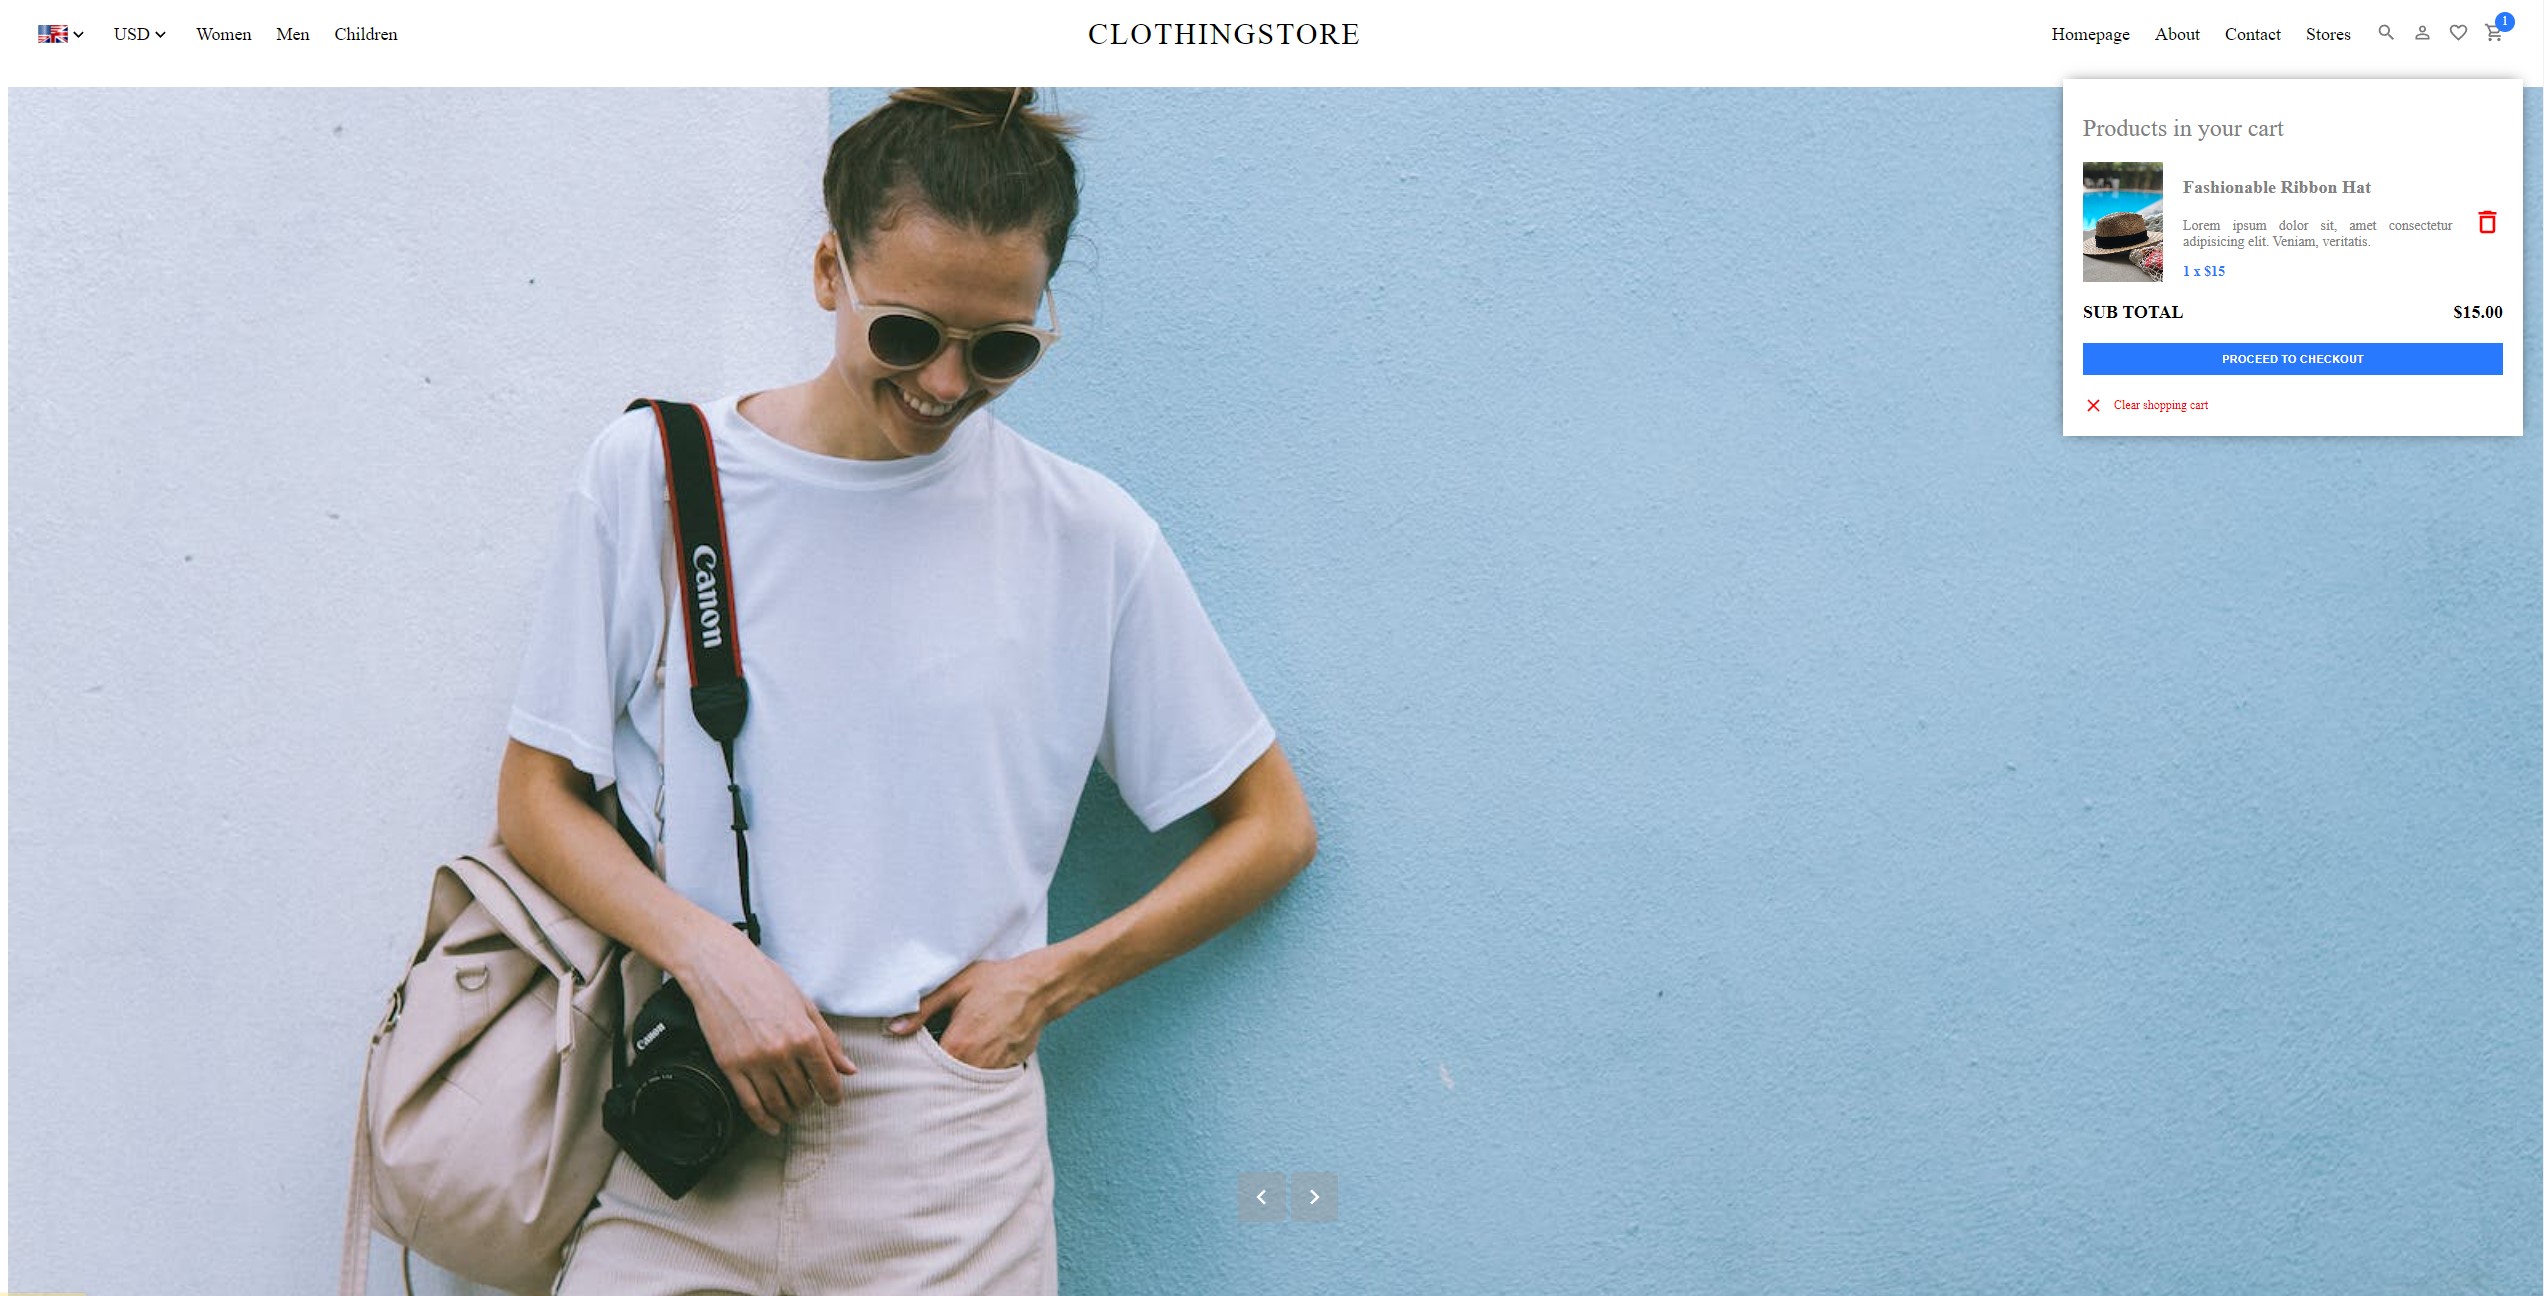 USD
Women
Men
Children
CLOTHINGSTORE
Homepage
About
Contact
Stores
1
Products in your cart
Fashionable Ribbon Hat
Lorem ipsum dolor sit, amet consectetur
adipisicing elit. Veniam, veritatis.
1 x $15
SUB TOTAL
$15.00
PROCEED TO CHECKOUT
Clear shopping cart
Canon
Canon